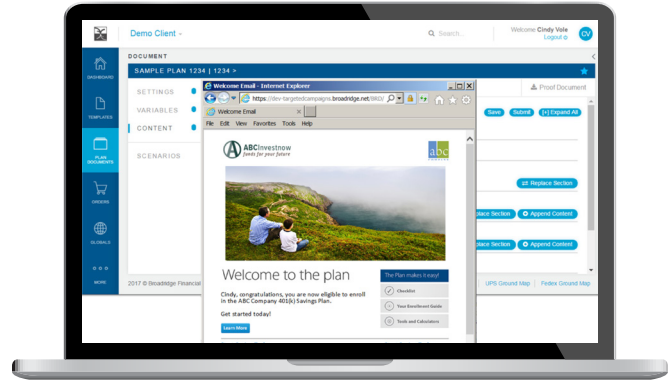 Demo Client -
Search...
Welcome Cindy Vole
Logout
CV
DOCUMENT
SAMPLE PLAN 1234 | 1234 >
DASHBOARD
TEMPLATES
PLAN
DOCUMENTS
ORDERS
GLOBALS
MORE
SETTINGS
VARIABLES
CONTENT
SCENARIOS
Proof Document
Save
Submit
[+] Expand All
Replace Section
place Section
Append Content
place Section
Append Content
2017 © Broadridge Financial
UPS Ground Map
Fedex Ground Map
Welcome Email - Internet Explorer
https://dev-targetedcampaigns.broadridge.net/BRO/
Welcome Email
File Edit View Favorites Tools Help
ABCInvestnow
funds for your future
abc
Welcome to the plan
Cindy, congratulations, you are now eligible to enroll
in the ABC Company 401(k) Savings Plan.
Get started today!
Learn More
The Plan makes it easy!
Checklist
Your Enrollment Guide
Tools and Calculators